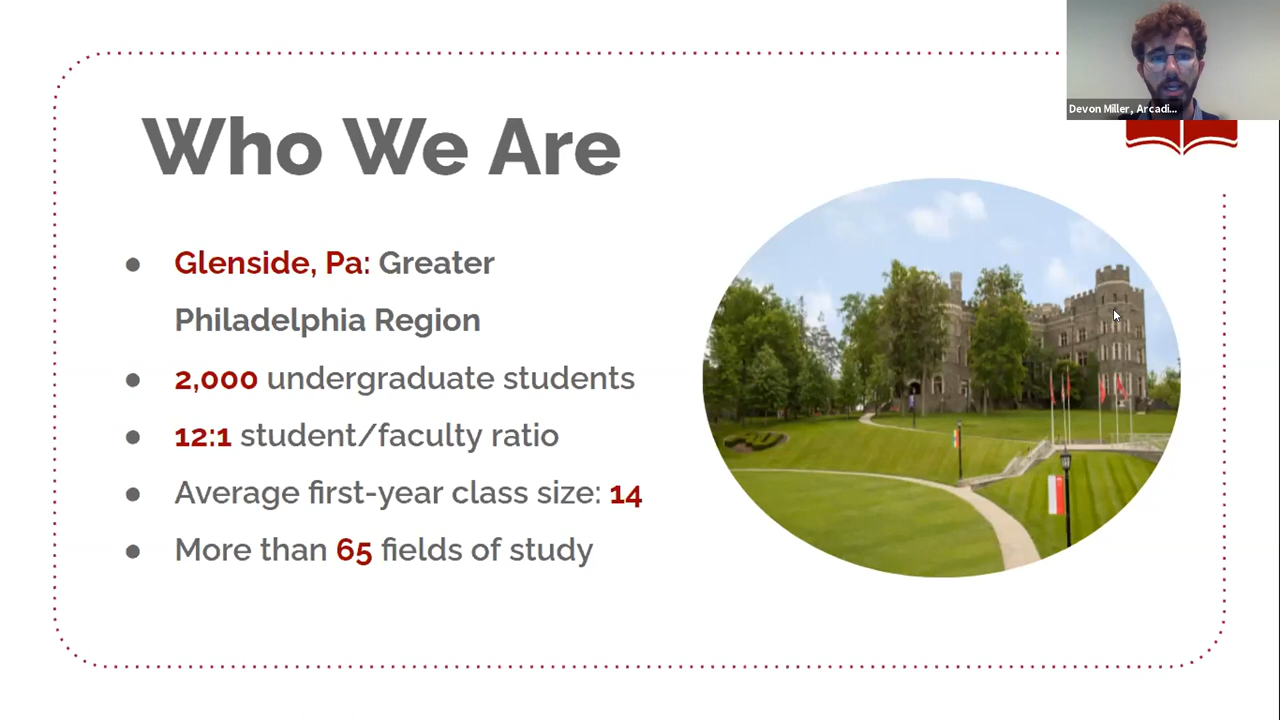 Devon Miller, Arcadi...
Who We Are
Glenside, Pa: Greater
Philadelphia Region
2,000 undergraduate students
12:1 student/faculty ratio
Average first-year class size: 14
More than 65 fields of study